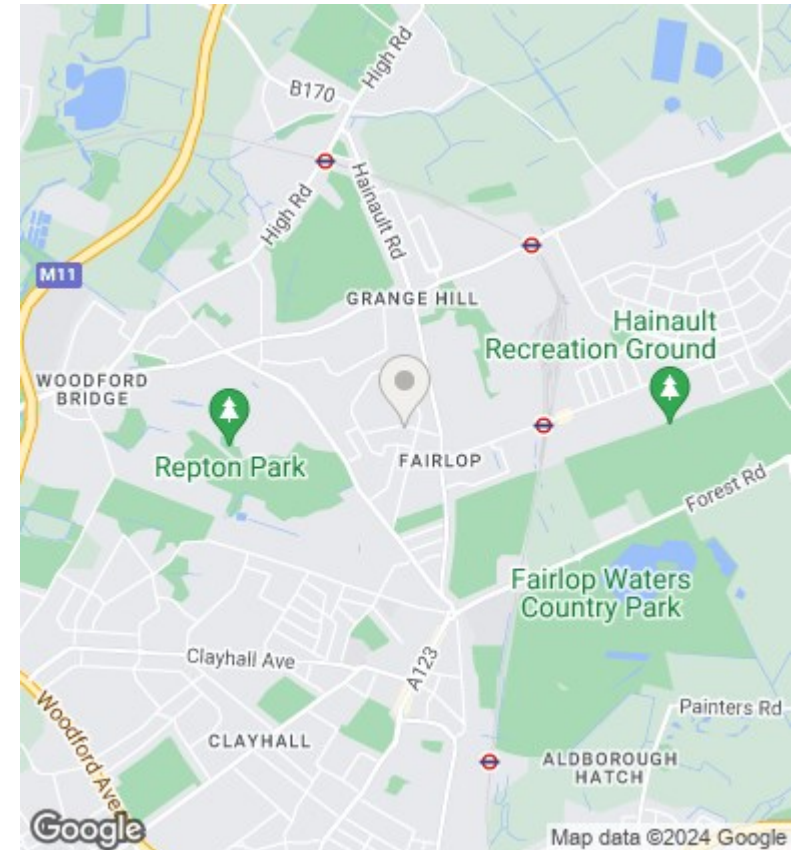 High Rd
B170
High Rd
Hainault Rd
M11
GRANGE HILL
Hainault
Recreation Ground
WOODFORD
BRIDGE
Repton Park
FAIRLOP
Forest Rd
Fairlop Waters
Country Park
Clayhall Ave
A123
Woodford Ave
Painters Rd
CLAYHALL
ALDBOROUGH
HATCH
Google
Map data ©2024 Google